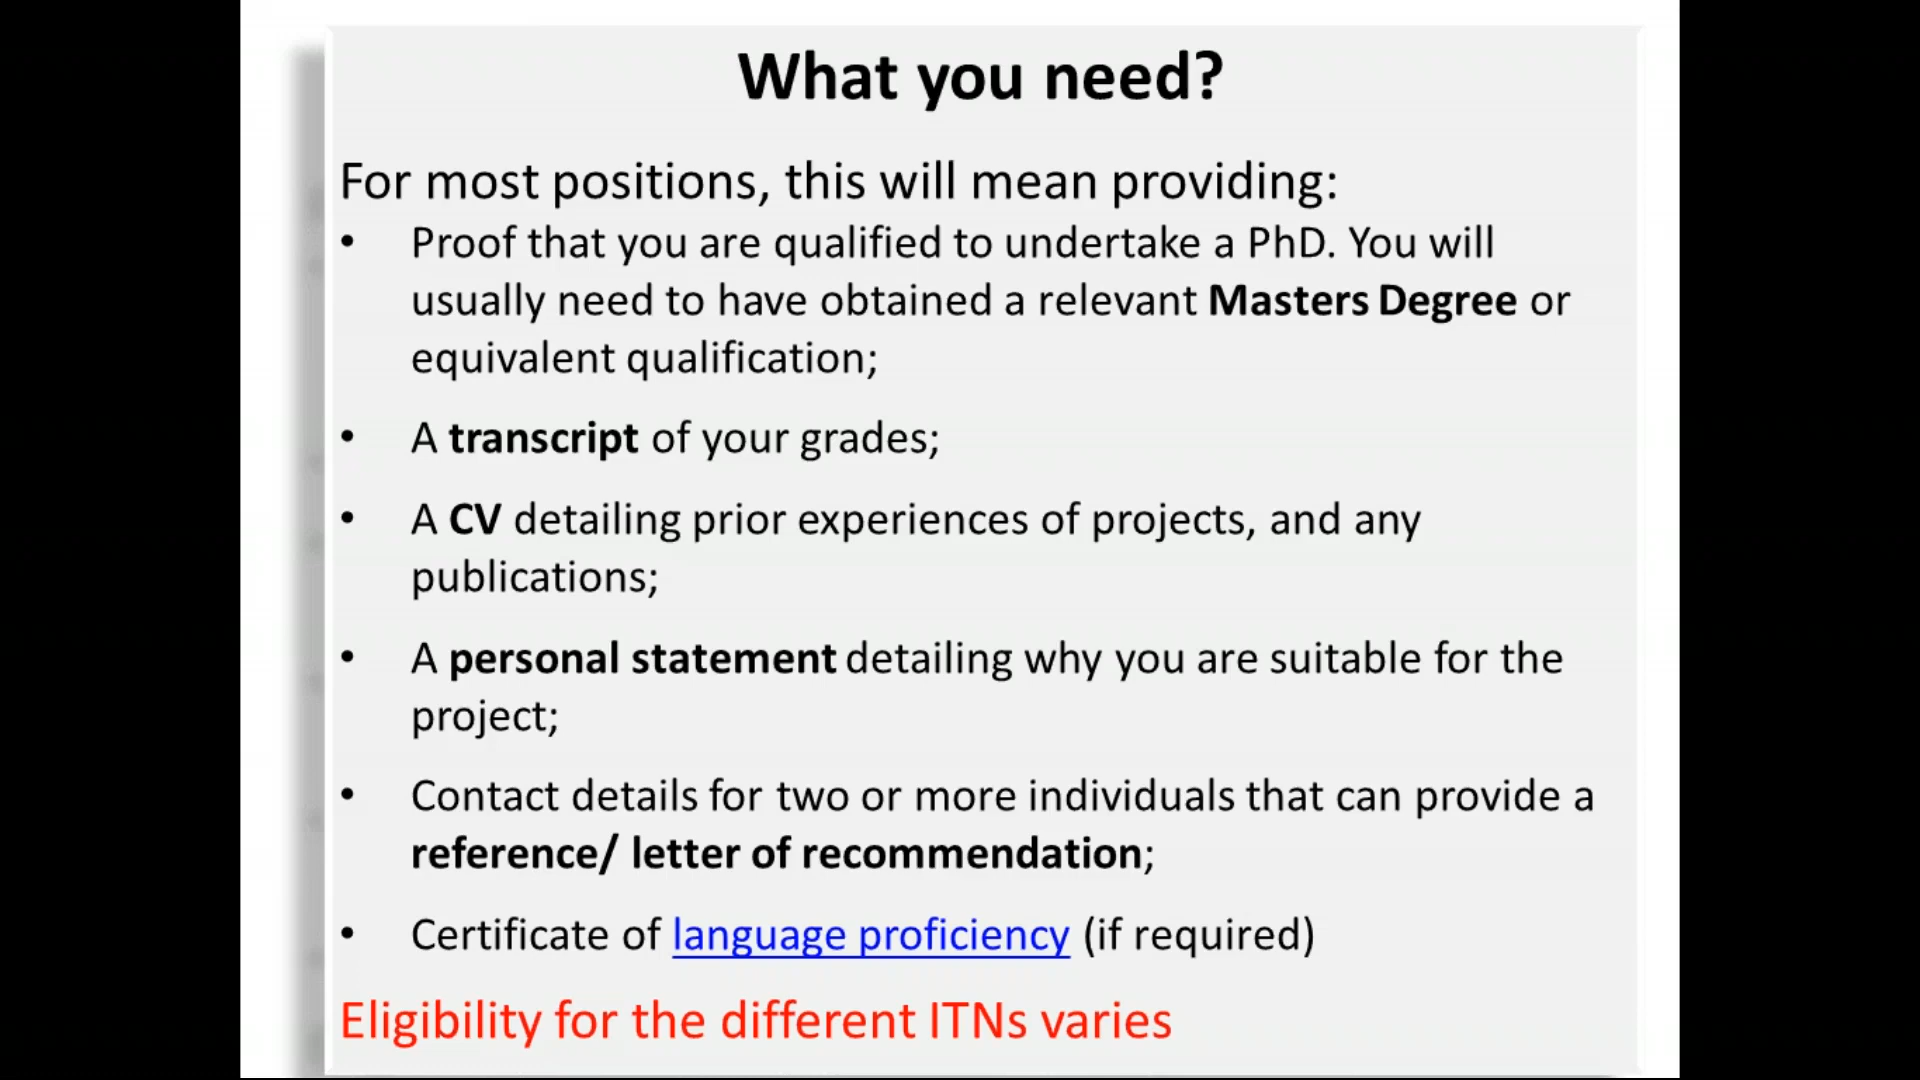 What you need?
For most positions, this will mean providing:
• Proof that you are qualified to undertake a PhD. You will
usually need to have obtained a relevant Masters Degree or
equivalent qualification;
• A transcript of your grades;
• A CV detailing prior experiences of projects, and any
publications;
• A personal statement detailing why you are suitable for the
project;
• Contact details for two or more individuals that can provide a
reference/ letter of recommendation;
• Certificate of language proficiency (if required)
Eligibility for the different ITNs varies